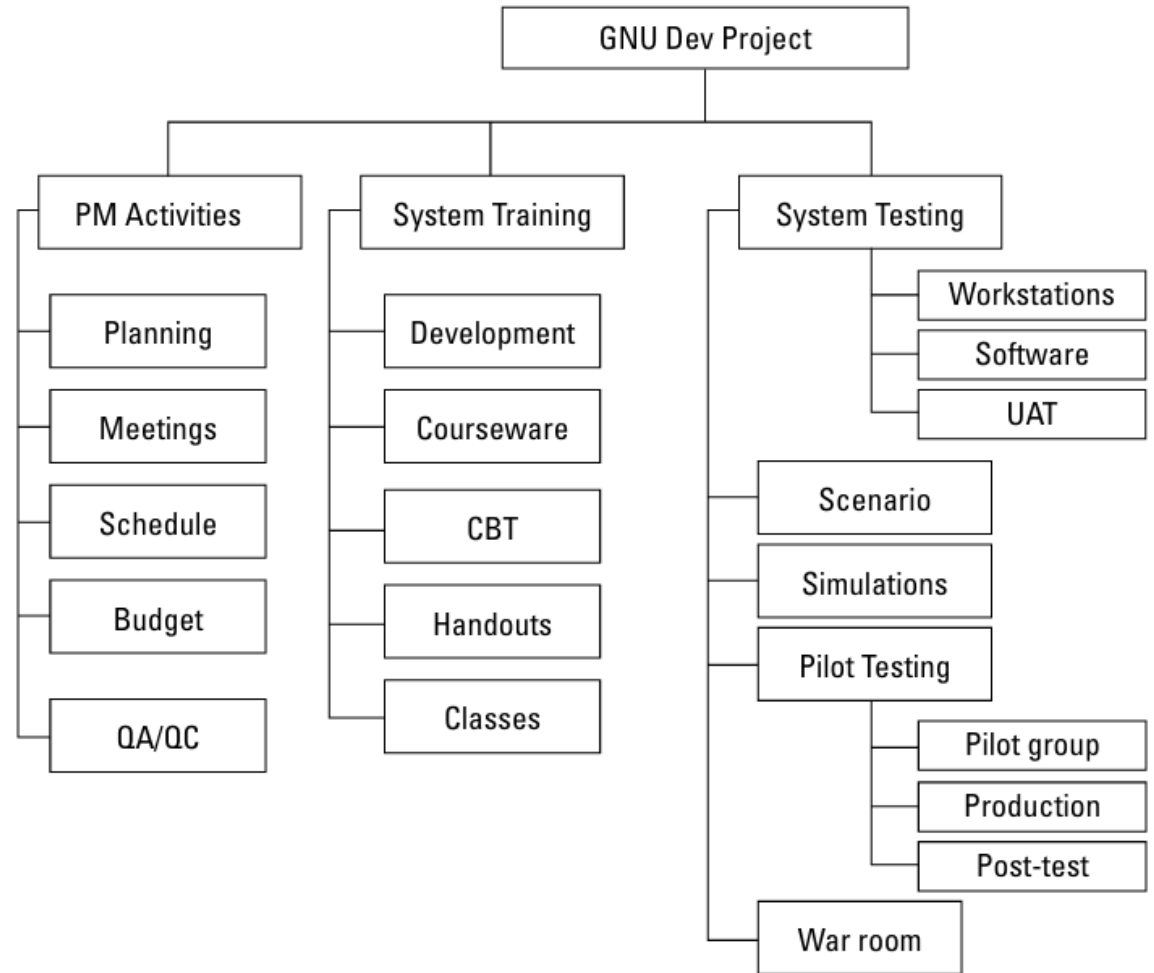 GNU Dev Project
PM Activities
Planning
Meetings
Schedule
Budget
QA/QC
System Training
Development
Courseware
CBT
Handouts
Classes
System Testing
Workstations
Software
UAT
Scenario
Simulations
Pilot Testing
Pilot group
Production
Post-test
War room